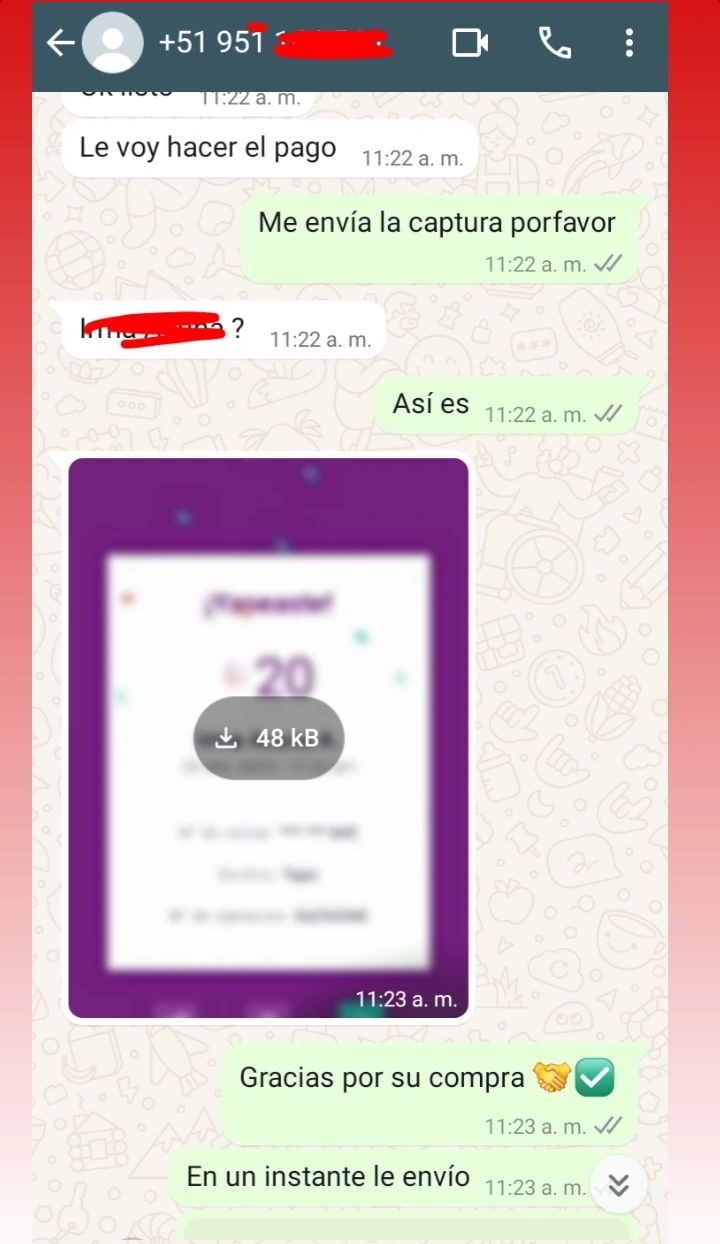 +51 951
11:22 a. m.
Le voy hacer el pago 11:22 a. m.
Me envía la captura porfavor
11:22 a. m.
? 11:22 a. m.
Así es 11:22 a. m.
¡Yapeaste!
20
48 kB
11:23 a. m.
Gracias por su compra 🤝✅
11:23 a. m.
En un instante le envío 11:23 a. m.